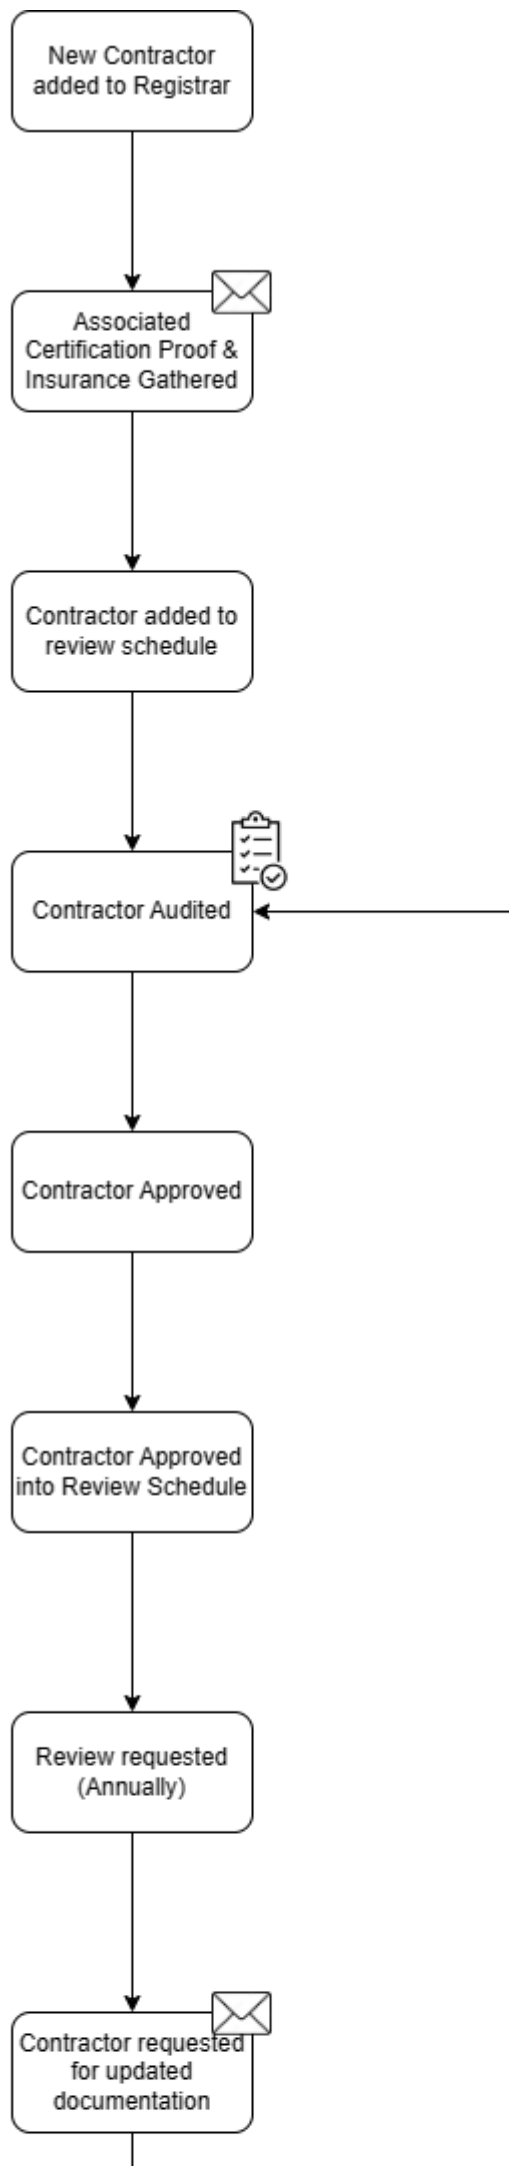 New Contractor
added to Registrar
Associated
Certification Proof &
Insurance Gathered
Contractor added to
review schedule
Contractor Audited
Contractor Approved
Contractor Approved
into Review Schedule
Review requested
(Annually)
Contractor requested
for updated
documentation